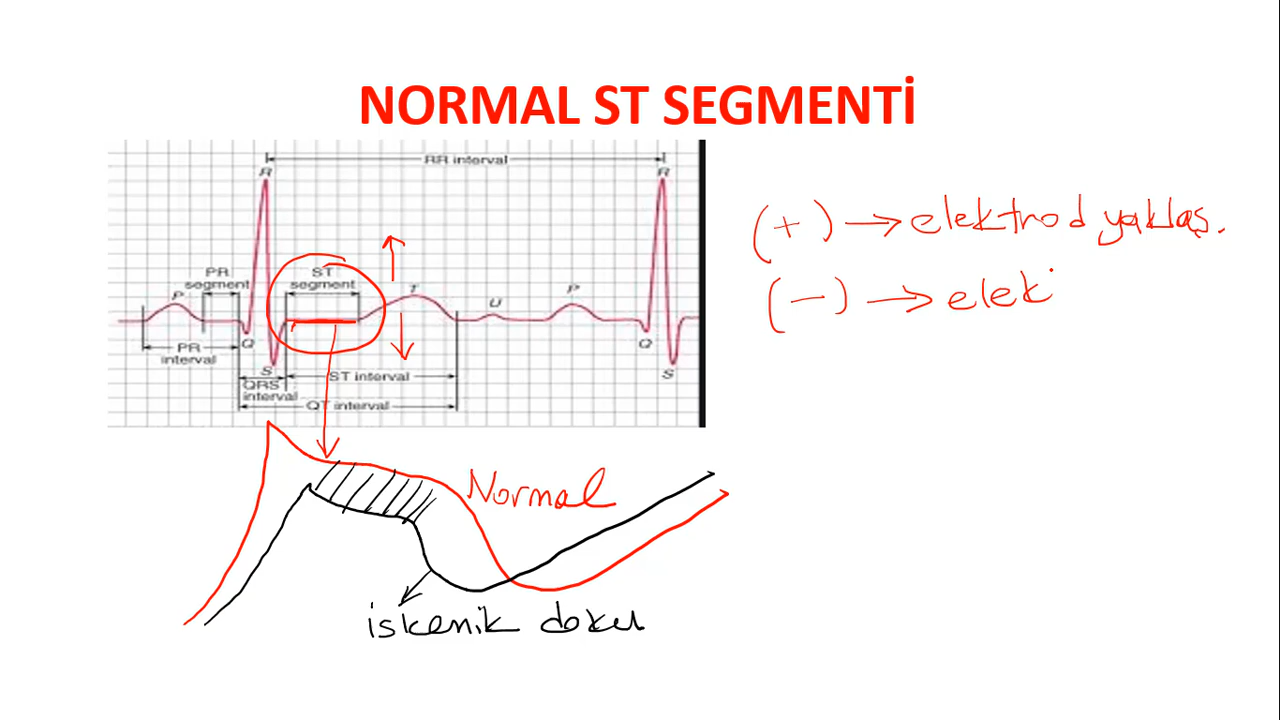 NORMAL ST SEGMENTİ
RR interval
R
R
PR
segment
ST
segment
P
T
U
P
Q
S
Q
S
PR
interval
ST interval
QRS
interval
QT interval
(+) → elektrod yaklaş.
(-) → eleki
Normal
iskemik doku